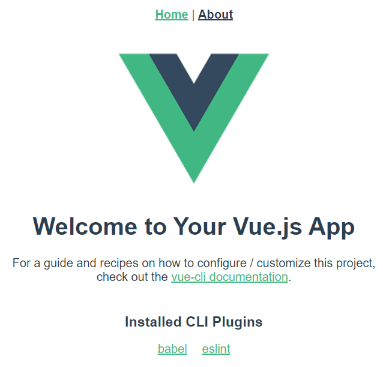 Home | About
Welcome to Your Vue.js App
For a guide and recipes on how to configure / customize this project,
check out the vue-cli documentation.
Installed CLI Plugins
babel eslint